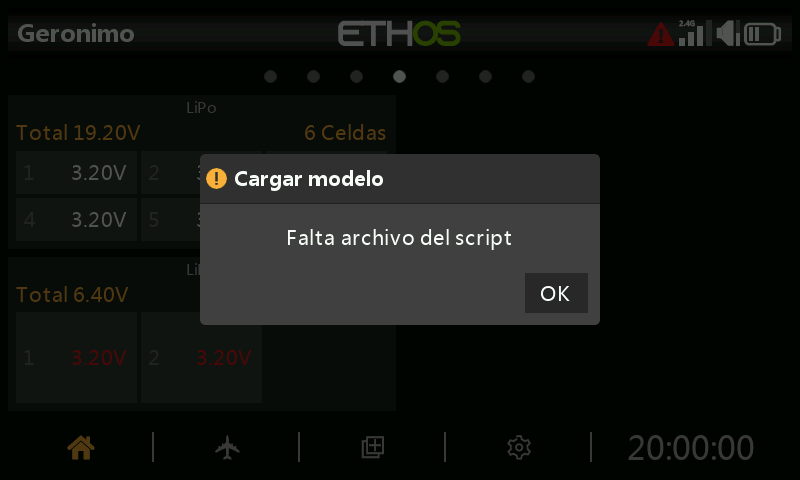 Geronimo
ETHOS
2.4G
LiPo
Total 19.20V
6 Celdas
1 3.20V 2
4 3.20V 5
Cargar modelo
Falta archivo del script
OK
Total 6.40V
1 3.20V 2 3.20V
20:00:00